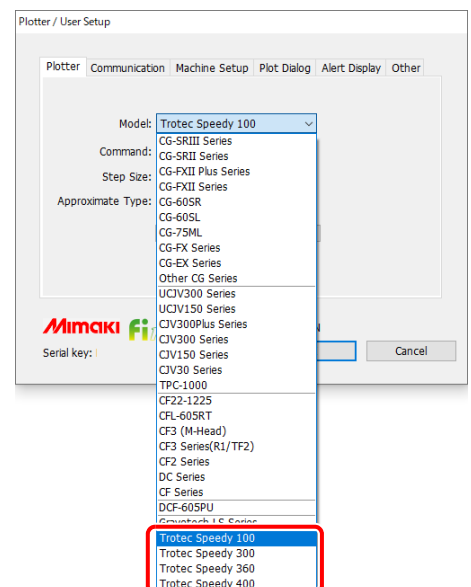 Plotter / User Setup
Plotter Communication Machine Setup Plot Dialog Alert Display Other
Model: Trotec Speedy 100
Command:
Step Size:
Approximate Type:
CG-SRIII Series
CG-SRII Series
CG-FXII Plus Series
CG-FXII Series
CG-60SR
CG-60SL
CG-75ML
CG-FX Series
CG-EX Series
Other CG Series
UCJV300 Series
UCJV150 Series
CJV300Plus Series
CJV300 Series
CJV150 Series
CJV30 Series
TPC-1000
CF22-1225
CFL-605RT
CF3 (M-Head)
CF3 Series(R1/TF2)
CF2 Series
DC Series
CF Series
DCF-605PU
Gravotech LS Series
Trotec Speedy 100
Trotec Speedy 300
Trotec Speedy 360
Trotec Speedy 400
Mimaki
Serial key:
Cancel